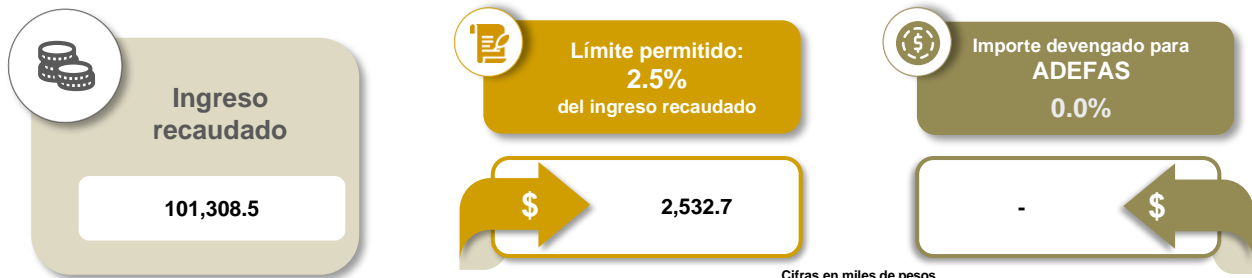 Ingreso
recaudado
101,308.5
Límite permitido:
2.5%
del ingreso recaudado
$
2,532.7
Importe devengado para
ADEFAS
0.0%
-
$
Cifras en miles de pesos